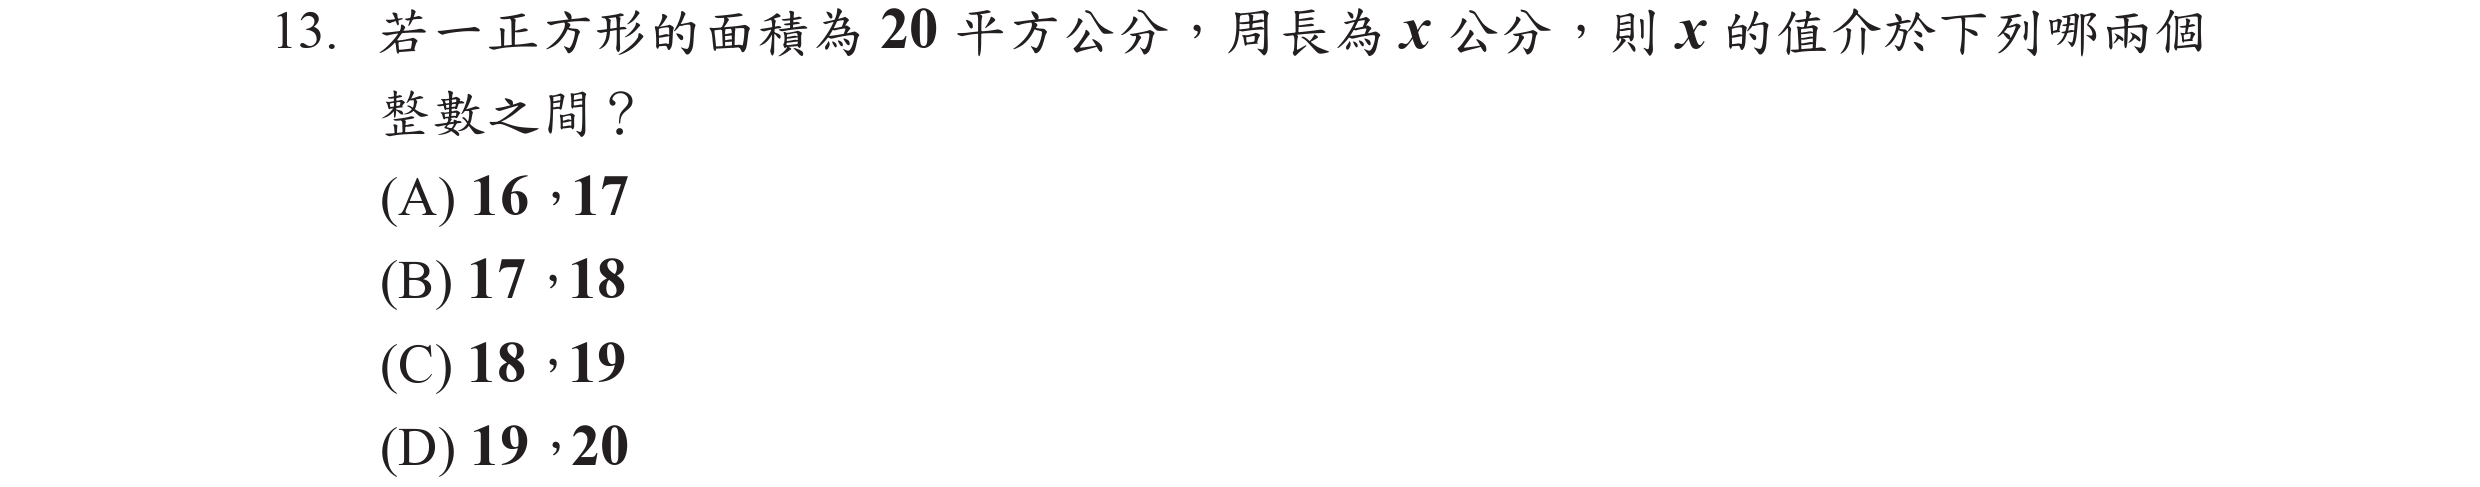 13. 若一正方形的面積為 20 平方公分，周長為 x 公分，則 x 的值介於下列哪兩個
整數之間？
(A) 16，17
(B) 17，18
(C) 18，19
(D) 19，20